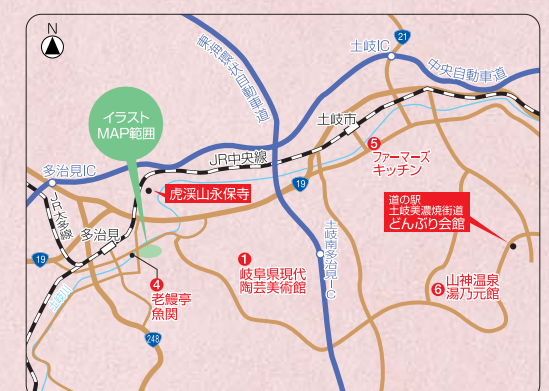 N
21
土岐IC
東海環状自動車道
中央自動車道
イラスト
MAP範囲
土岐市
JR中央線
5
ファーマーズ
キッチン
多治見IC
19
虎渓山永保寺
道の駅
土岐美濃焼街道
どんぶり会館
JR太多線
多治見
土岐南多治見IC
1
岐阜県現代
陶芸美術館
19
4
老鰻亭
魚関
6
山神温泉
湯乃元館
土岐川
248